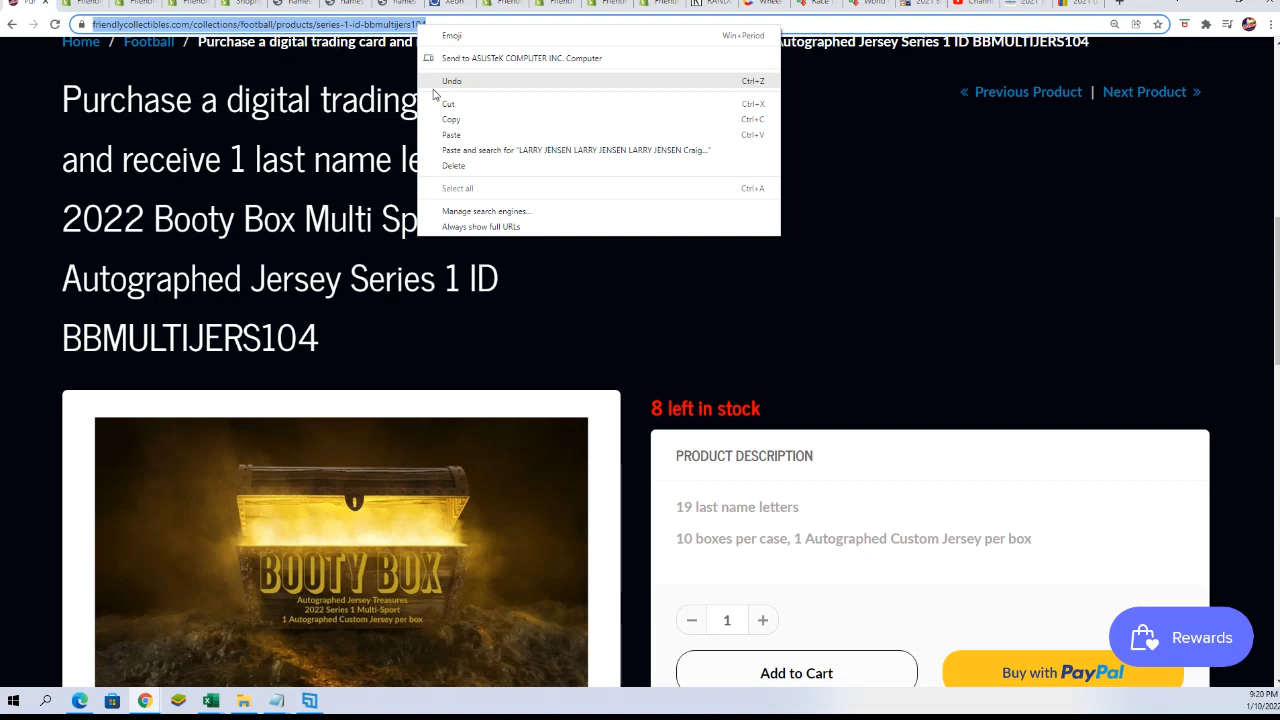 friendlycollectibles.com/collections/football/products/series-1-id-bbmultijers104
Emoji Win+Period
Send to ASUSTeK COMPUTER INC. Computer
Undo Ctrl+Z
Cut Ctrl+X
Copy Ctrl+C
Paste Ctrl+V
Paste and search for "LARRY JENSEN LARRY JENSEN LARRY JENSEN Craig..."
Delete
Select all Ctrl+A
Manage search engines...
Always show full URLs
Home / Football / Purchase a digital trading card and Autographed Jersey Series 1 ID BBMULTIJERS104
« Previous Product | Next Product »
Purchase a digital trading
and receive 1 last name
2022 Booty Box Multi
Autographed Jersey Series 1 ID
BBMULTIJERS104
BOOTY BOX
Autographed Jersey Treasures
2022 Series 1 Multi-Sport
1 Autographed Custom Jersey per box
8 left in stock
PRODUCT DESCRIPTION
19 last name letters
10 boxes per case, 1 Autographed Custom Jersey per box
− 1 +
Add to Cart
Buy with PayPal
Rewards
9:20 PM